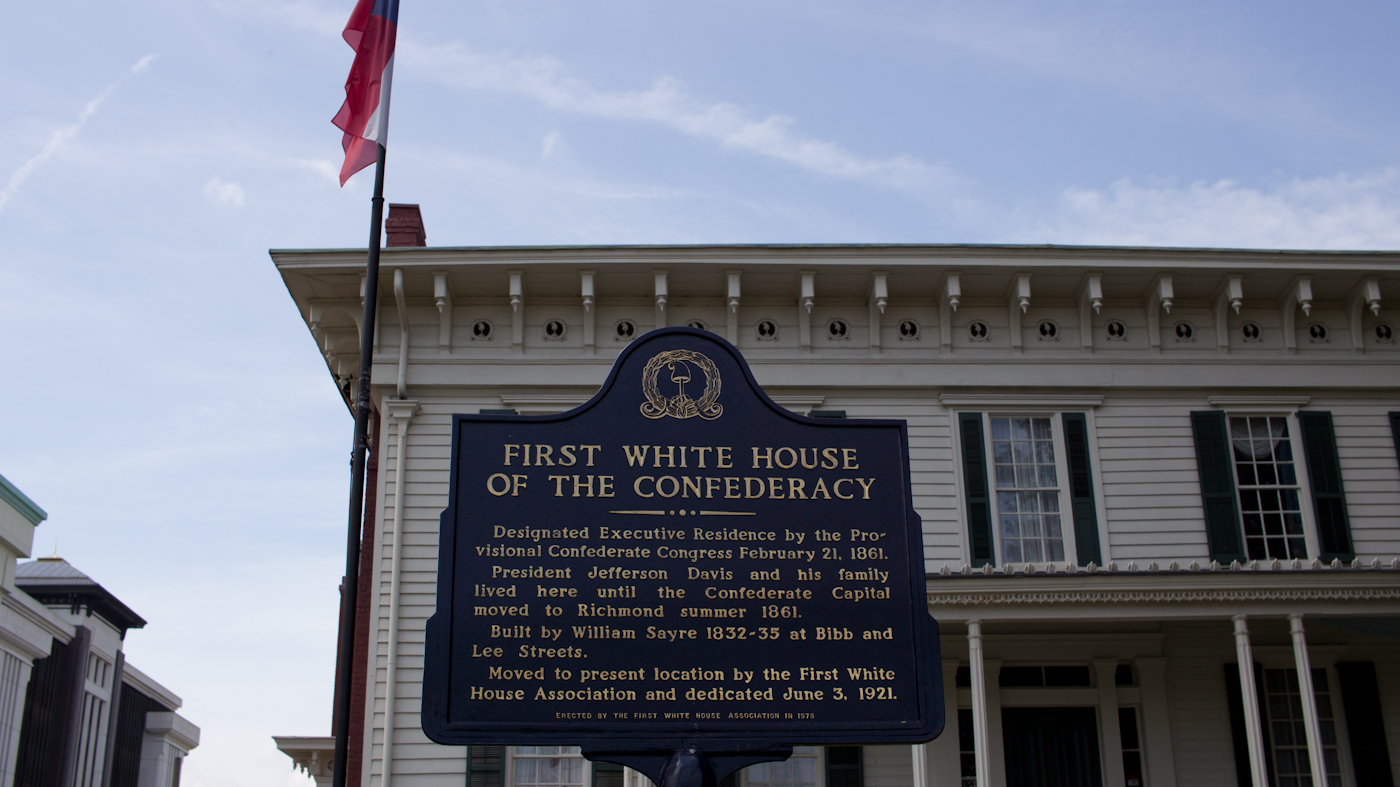 FIRST WHITE HOUSE
OF THE CONFEDERACY
Designated Executive Residence by the Pro-
visional Confederate Congress February 21, 1861.
President Jefferson Davis and his family
lived here until the Confederate Capital
moved to Richmond summer 1861.
Built by William Sayre 1832-35 at Bibb and
Lee Streets.
Moved to present location by the First White
House Association and dedicated June 3, 1921.
ERECTED BY THE FIRST WHITE HOUSE ASSOCIATION IN 1978